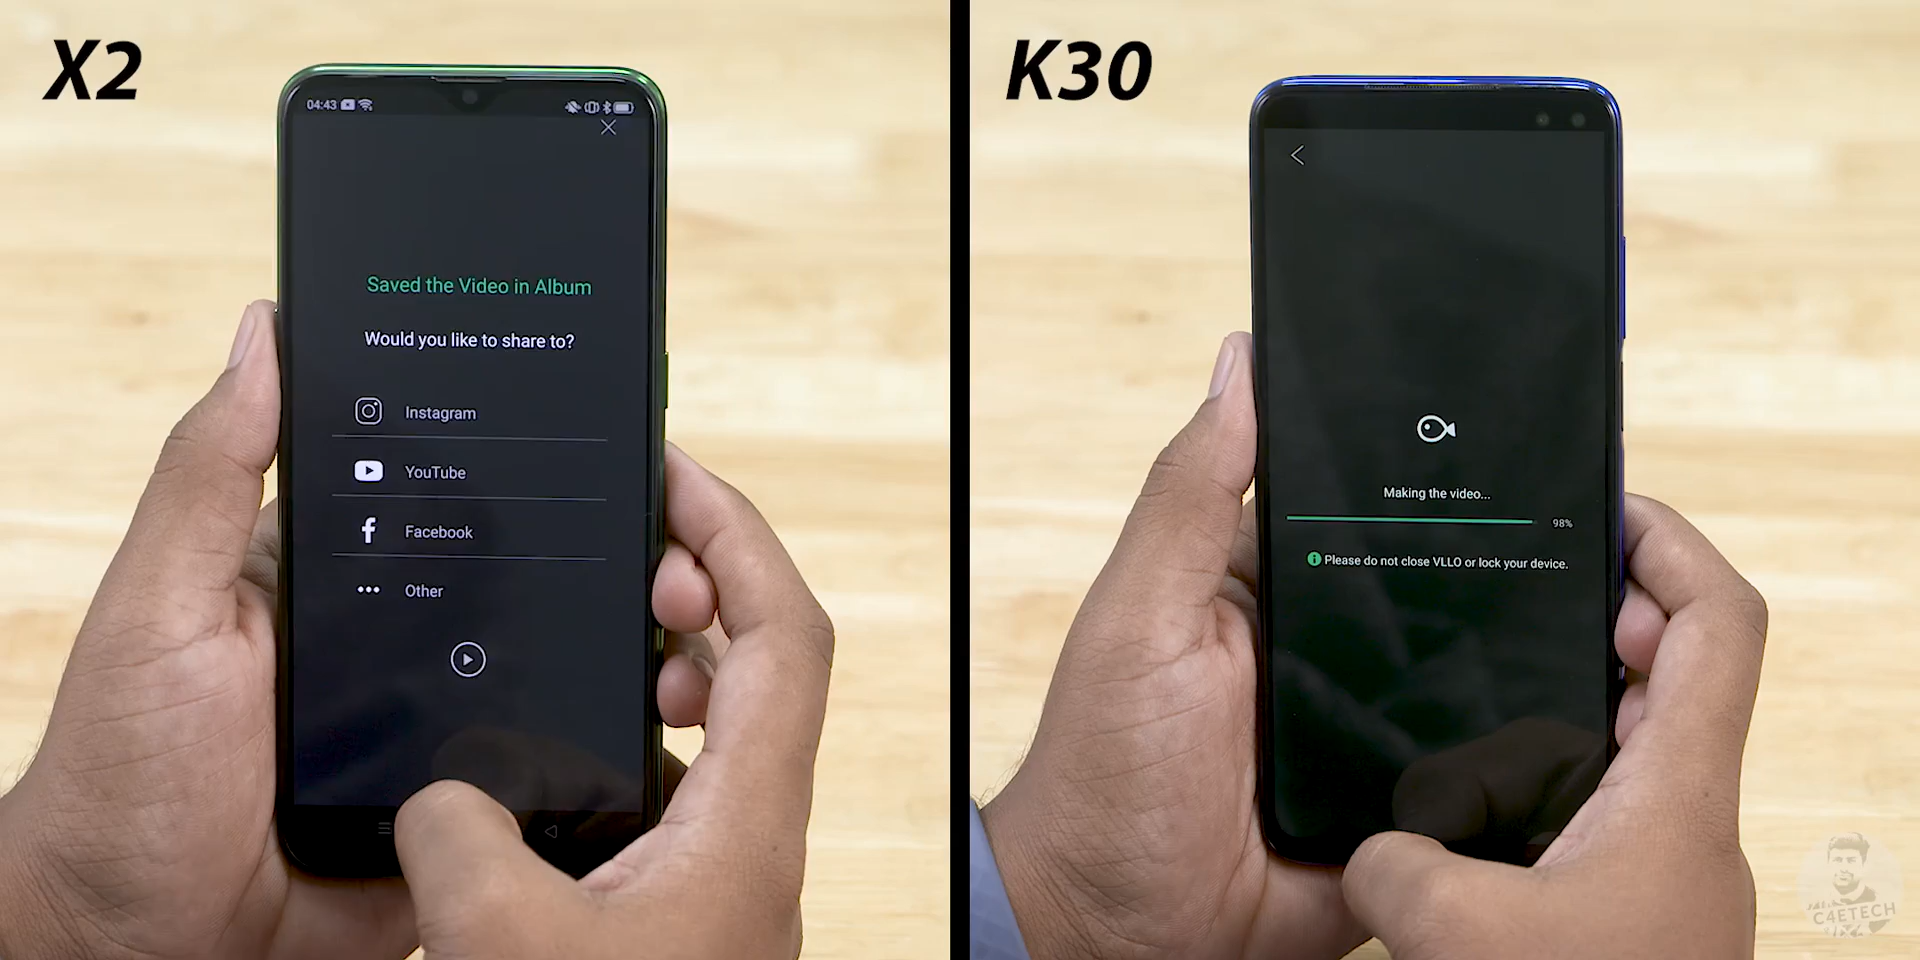 X2
04:43
Saved the Video in Album
Would you like to share to?
Instagram
YouTube
Facebook
Other
K30
Making the video...
98%
Please do not close VLLO or lock your device.
C4ETECH